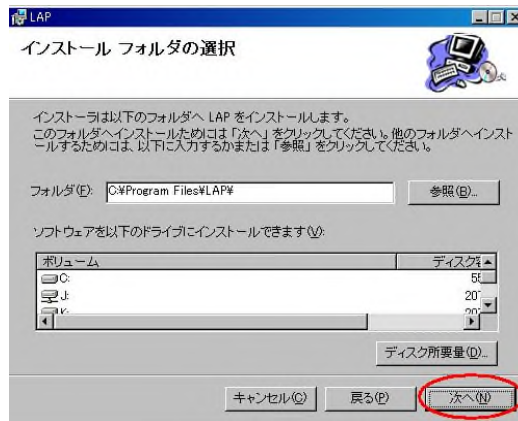 LAP
インストール フォルダの選択
インストーラは以下のフォルダへ LAP をインストールします。
このフォルダへインストールためには「次へ」をクリックしてください。他のフォルダへインスト
ールするためには、以下に入力するかまたは「参照」をクリックしてください。
フォルダ(F): C:¥Program Files¥LAP¥ 参照(B)...
ソフトウェアを以下のドライブにインストールできます(V):
ボリューム
C:
J:
K:
ディスク所要量(D)...
キャンセル(C) 戻る(P) 次へ(N)